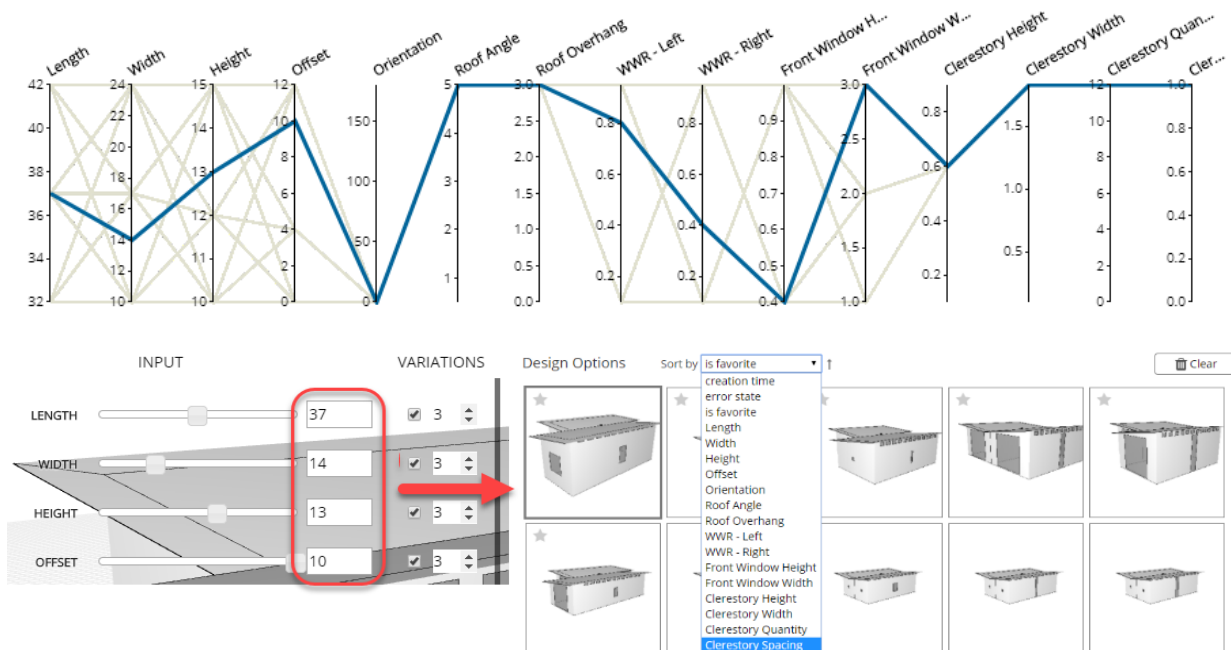 Length Width Height Offset Orientation Roof Angle Roof Overhang WWR - Left WWR - Right Front Window H... Front Window W... Clerestory Height Clerestory Width Clerestory Quan... Cler...
42 24 15 12 5 3.0 1.0 3.0 12 1.0
22 0.8
40 20 14 10 150 4 2.5 0.8 0.8 0.9 2.5 1.5 10 0.8
38 18 13 8 2.0 0.8 0.6 8
36 16 6 100 3 1.5 0.7 2.0 1.0 6 0.6
14 12 4 50 2 1.0 0.4 0.4 0.6 1.5 0.4 4 0.4
34 12 11 2 1 0.5 0.2 0.2 0.5 0.2 0.5 2 0.2
32 10 10 0 0 0.0 0.4 1.0 0 0.0
INPUT VARIATIONS Design Options Sort by is favorite ▼ ↑ Clear
creation time
error state
LENGTH 37 3 is favorite
Length
Width
WIDTH 14 3 Height
Offset
Orientation
HEIGHT 13 3 Roof Angle
Roof Overhang
WWR - Left
WWR - Right
OFFSET 10 3 Front Window Height
Front Window Width
Clerestory Height
Clerestory Width
Clerestory Quantity
Clerestory Spacing